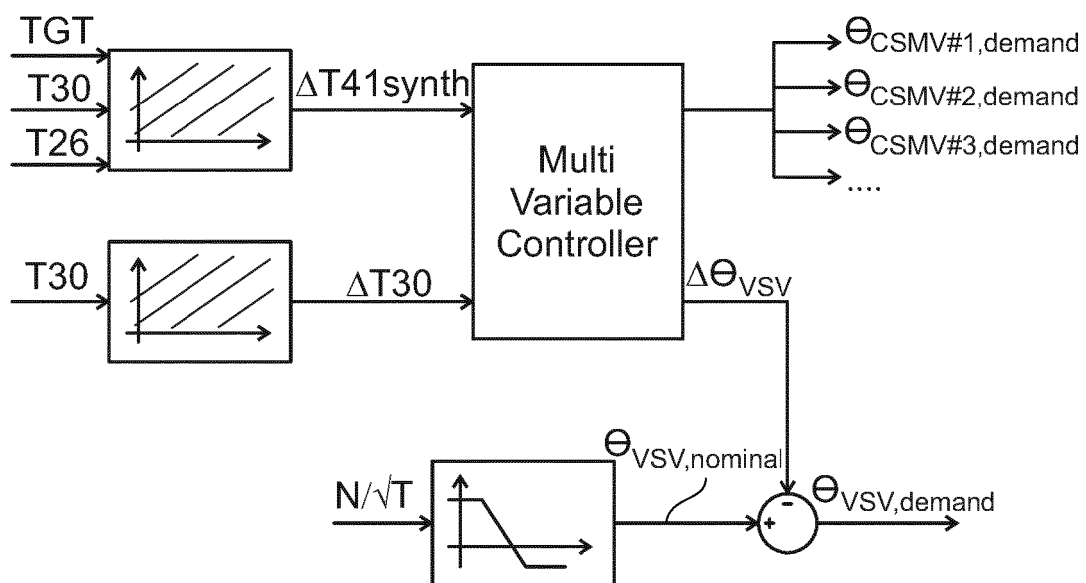 TGT
T30
T26
ΔT41synth
Multi
Variable
Controller
ΘCSMV#1,demand
ΘCSMV#2,demand
ΘCSMV#3,demand
....
T30
ΔT30
ΔΘVSV
N/√T
ΘVSV,nominal
-
+
ΘVSV,demand